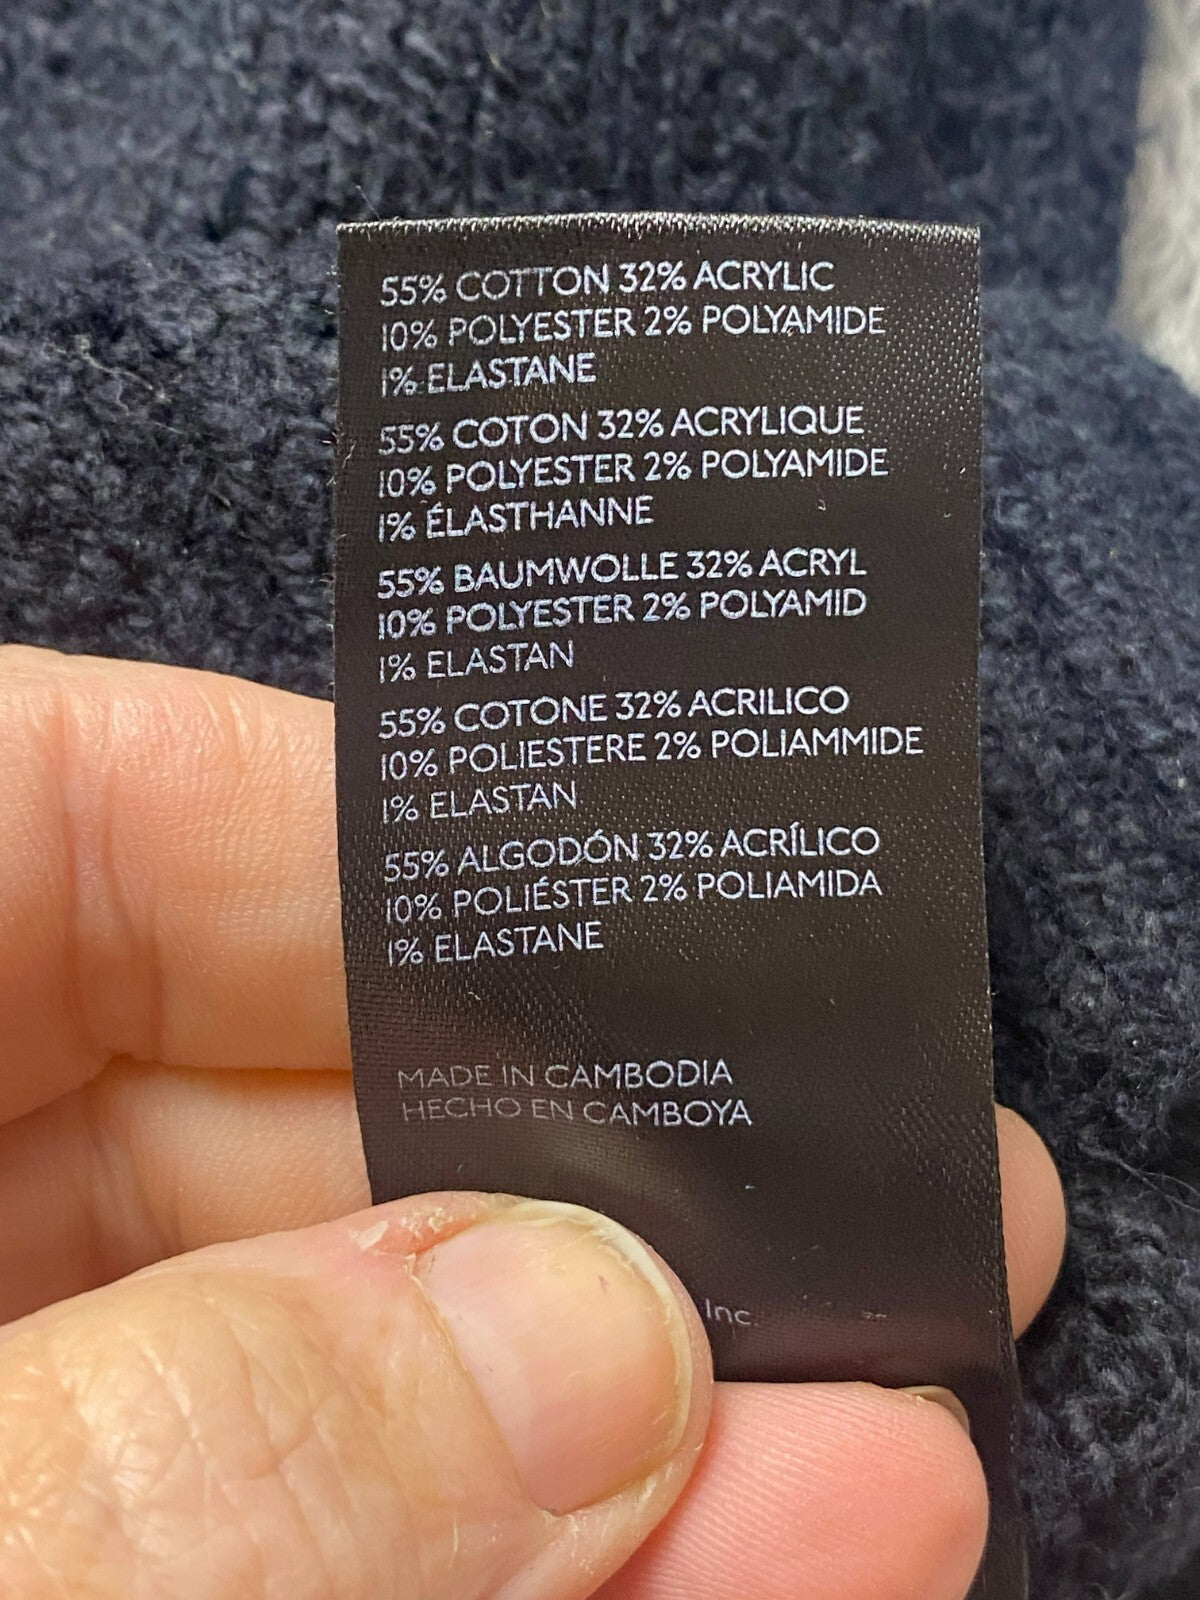 55% COTTON 32% ACRYLIC
10% POLYESTER 2% POLYAMIDE
1% ELASTANE
55% COTON 32% ACRYLIQUE
10% POLYESTER 2% POLYAMIDE
1% ÉLASTHANNE
55% BAUMWOLLE 32% ACRYL
10% POLYESTER 2% POLYAMID
1% ELASTAN
55% COTONE 32% ACRILICO
10% POLIESTERE 2% POLIAMMIDE
1% ELASTAN
55% ALGODÓN 32% ACRÍLICO
10% POLIÉSTER 2% POLIAMIDA
1% ELASTANE
MADE IN CAMBODIA
HECHO EN CAMBOYA
Inc